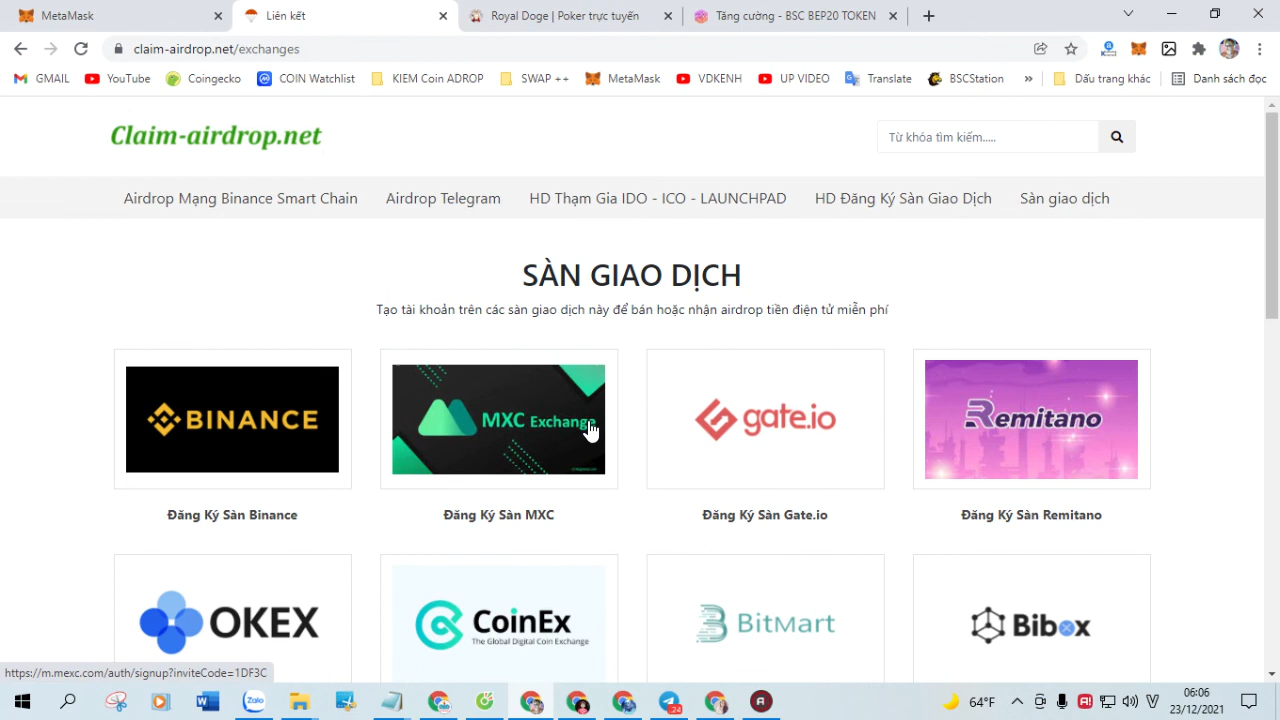 MetaMask
Liên kết
Royal Doge | Poker trực tuyến
Tăng cường - BSC BEP20 TOKEN
claim-airdrop.net/exchanges
GMAIL
YouTube
Coingecko
COIN Watchlist
KIEM Coin ADROP
SWAP ++
MetaMask
VDKENH
UP VIDEO
Translate
BSCStation
»
Dấu trang khác
Danh sách đọc
Claim-airdrop.net
Từ khóa tìm kiếm.....
Airdrop Mạng Binance Smart Chain
Airdrop Telegram
HD Thạm Gia IDO - ICO - LAUNCHPAD
HD Đăng Ký Sàn Giao Dịch
Sàn giao dịch
SÀN GIAO DỊCH
Tạo tài khoản trên các sàn giao dịch này để bán hoặc nhận airdrop tiền điện tử miễn phí
BINANCE
MXC Exchange
gate.io
Remitano
Đăng Ký Sàn Binance
Đăng Ký Sàn MXC
Đăng Ký Sàn Gate.io
Đăng Ký Sàn Remitano
OKEX
CoinEx
The Global Digital Coin Exchange
BitMart
Bibox
https://m.mexc.com/auth/signup?inviteCode=1DF3C
Zalo
24
64°F
06:06
23/12/2021